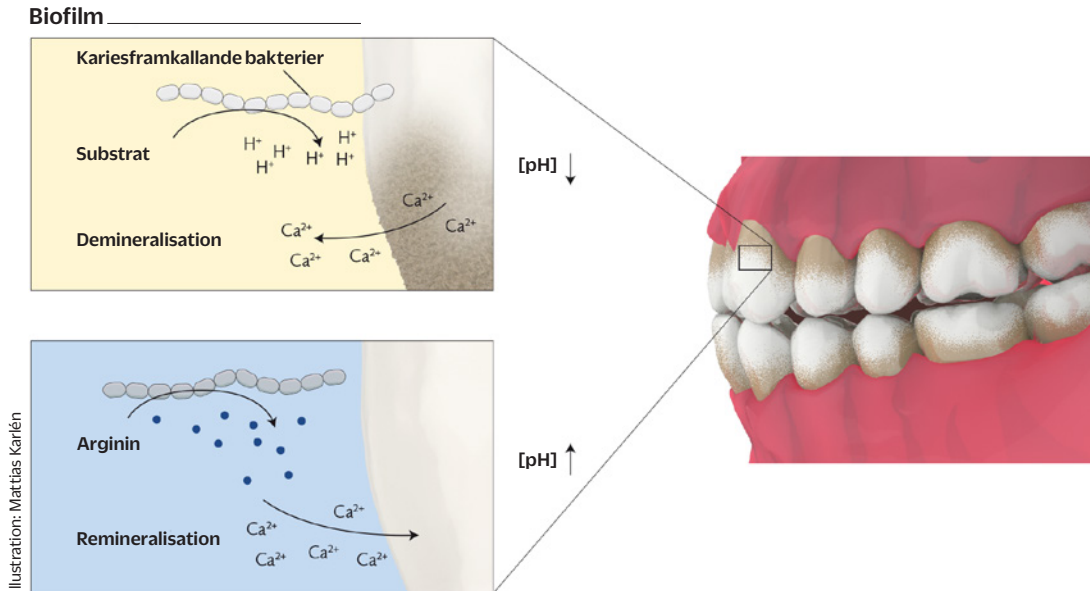 Biofilm
Kariesframkallande bakterier
Substrat
H⁺
H⁺
H⁺
H⁺
H⁺
H⁺
[pH] ↓
Demineralisation
Ca²⁺
Ca²⁺
Ca²⁺
Ca²⁺
Ca²⁺
Arginin
[pH] ↑
Remineralisation
Ca²⁺
Ca²⁺
Ca²⁺
Ca²⁺
Ca²⁺
Illustration: Mattias Karlén